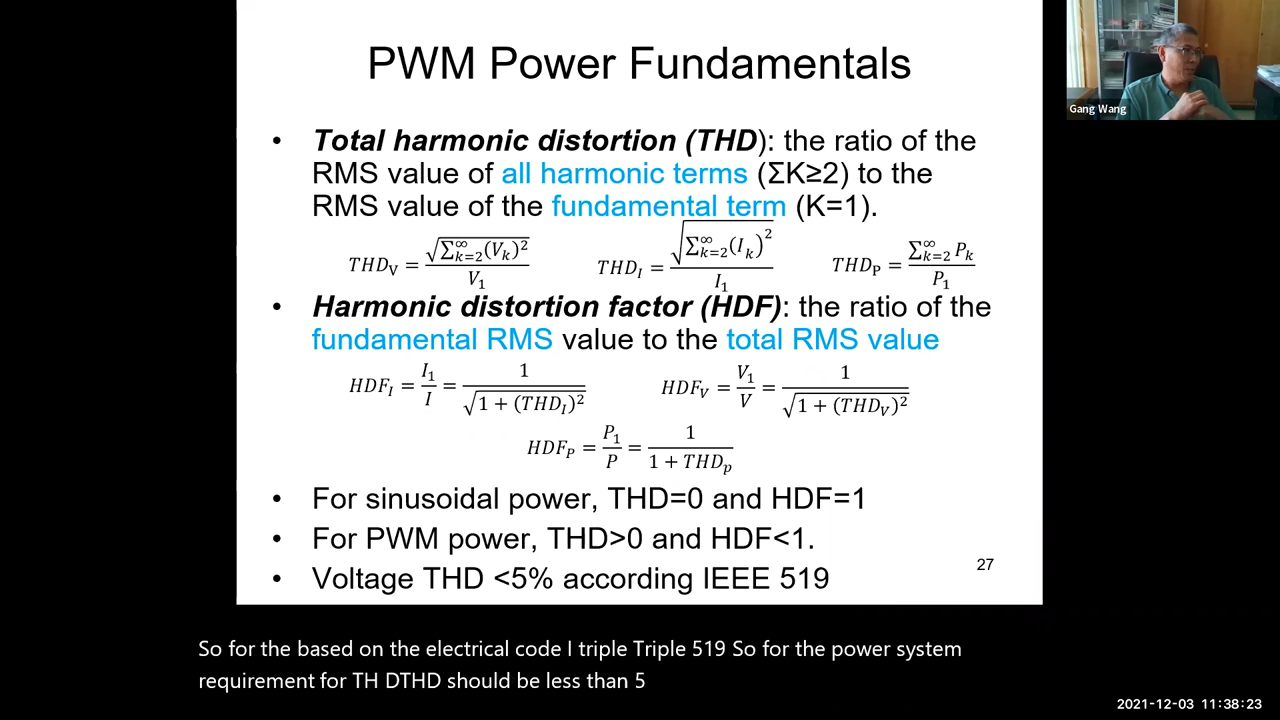 PWM Power Fundamentals
Gang Wang
• Total harmonic distortion (THD): the ratio of the
RMS value of all harmonic terms (ΣK≥2) to the
RMS value of the fundamental term (K=1).
THD_V = √(∑_{k=2}^{∞}(V_k)^2) / V_1    THD_I = √(∑_{k=2}^{∞}(I_k)^2) / I_1    THD_P = ∑_{k=2}^{∞} P_k / P_1
• Harmonic distortion factor (HDF): the ratio of the
fundamental RMS value to the total RMS value
HDF_I = I_1 / I = 1 / √(1 + (THD_I)^2)    HDF_V = V_1 / V = 1 / √(1 + (THD_V)^2)
HDF_P = P_1 / P = 1 / (1 + THD_p)
• For sinusoidal power, THD=0 and HDF=1
• For PWM power, THD>0 and HDF<1.
• Voltage THD <5% according IEEE 519
27
So for the based on the electrical code I triple Triple 519 So for the power system
requirement for TH DTHD should be less than 5
2021-12-03 11:38:23